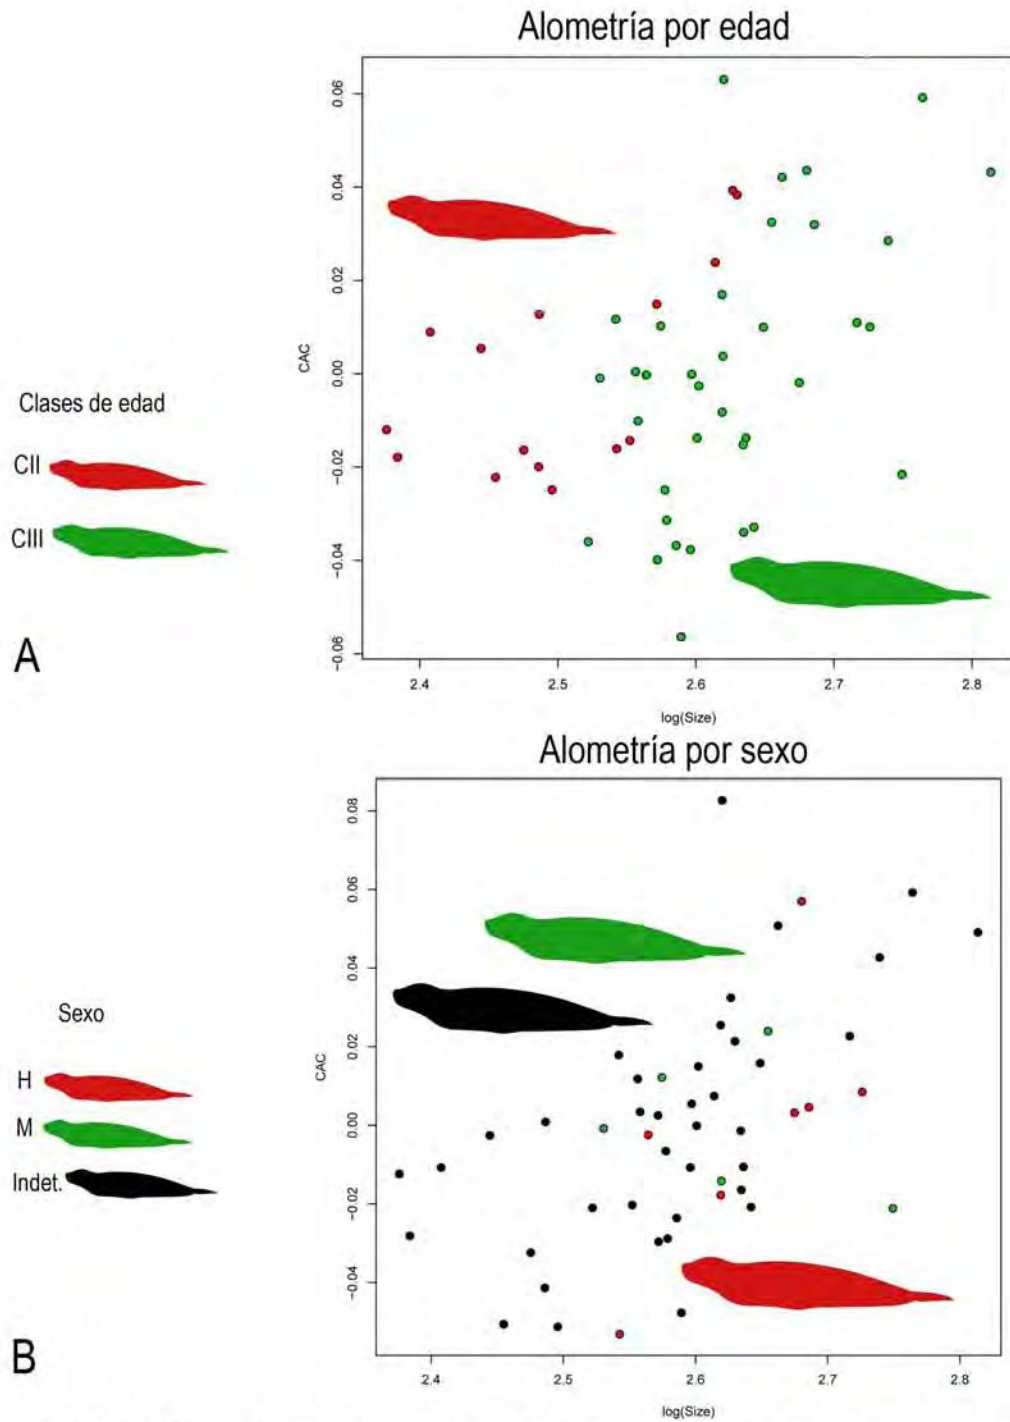 Alometría por edad
0.06
0.04
0.02
0.00
−0.02
−0.04
−0.06
CAC
2.4 2.5 2.6 2.7 2.8
log(Size)
Clases de edad
CII
CIII
A
Alometría por sexo
0.08
0.06
0.04
0.02
0.00
−0.02
−0.04
CAC
2.4 2.5 2.6 2.7 2.8
log(Size)
Sexo
H
M
Indet.
B